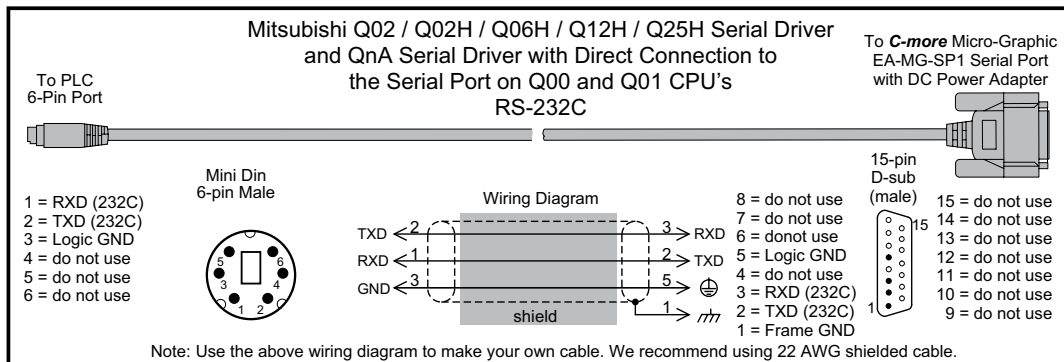 Mitsubishi Q02 / Q02H / Q06H / Q12H / Q25H Serial Driver
and QnA Serial Driver with Direct Connection to
the Serial Port on Q00 and Q01 CPU's
RS-232C
To PLC
6-Pin Port
To C-more Micro-Graphic
EA-MG-SP1 Serial Port
with DC Power Adapter
1 = RXD (232C)
2 = TXD (232C)
3 = Logic GND
4 = do not use
5 = do not use
6 = do not use
Mini Din
6-pin Male
5
6
3
4
1
2
Wiring Diagram
TXD 2 3 RXD
RXD 1 2 TXD
GND 3 5
1
shield
8 = do not use
7 = do not use
6 = donot use
5 = Logic GND
4 = do not use
3 = RXD (232C)
2 = TXD (232C)
1 = Frame GND
15-pin
D-sub
(male)
15
1
15 = do not use
14 = do not use
13 = do not use
12 = do not use
11 = do not use
10 = do not use
9 = do not use
Note: Use the above wiring diagram to make your own cable. We recommend using 22 AWG shielded cable.